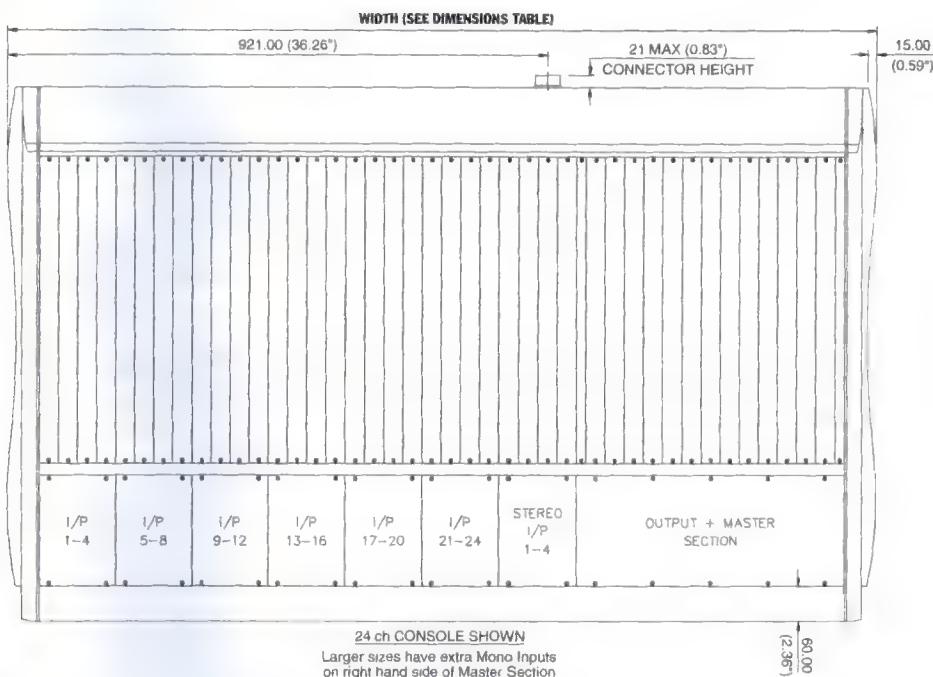 WIDTH (SEE DIMENSIONS TABLE)
921.00 (36.26")
21 MAX (0.83")
CONNECTOR HEIGHT
15.00
(0.59")
I/P
1-4
I/P
5-8
I/P
9-12
I/P
13-16
I/P
17-20
I/P
21-24
STEREO
I/P
1-4
OUTPUT + MASTER
SECTION
60.00
(2.36")
24 ch CONSOLE SHOWN
Larger sizes have extra Mono Inputs
on right hand side of Master Section